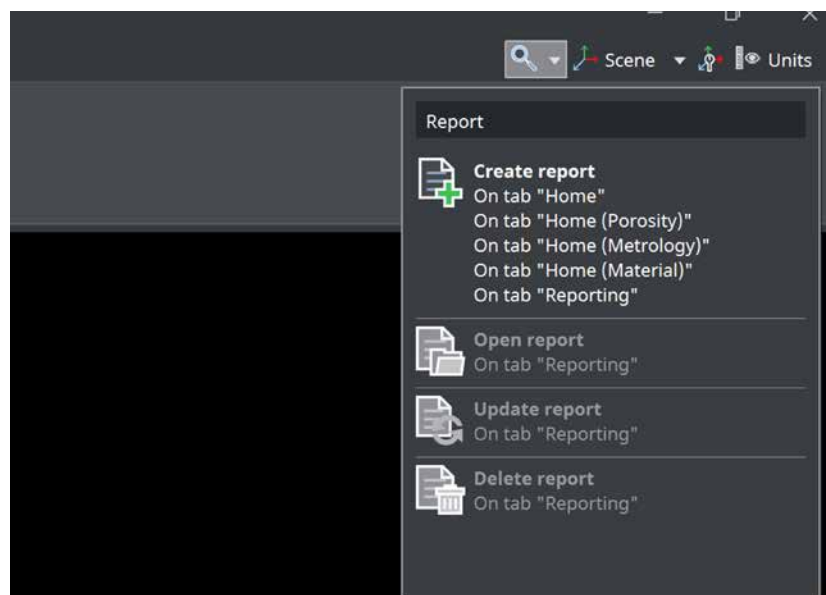 Scene
Units
Report
Create report
On tab "Home"
On tab "Home (Porosity)"
On tab "Home (Metrology)"
On tab "Home (Material)"
On tab "Reporting"
Open report
On tab "Reporting"
Update report
On tab "Reporting"
Delete report
On tab "Reporting"